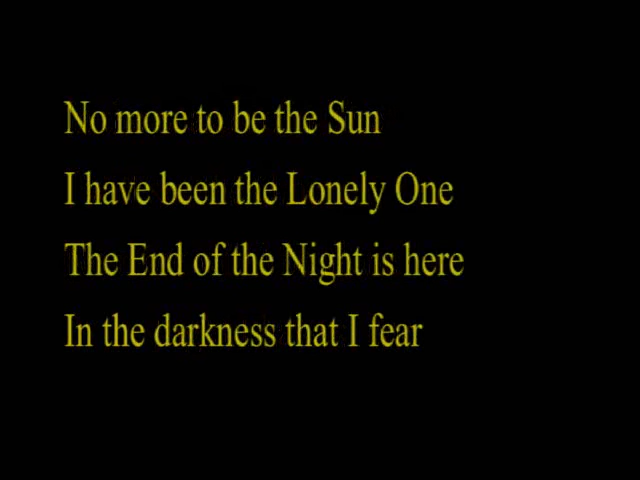 No more to be the Sun
I have been the Lonely One
The End of the Night is here
In the darkness that I fear